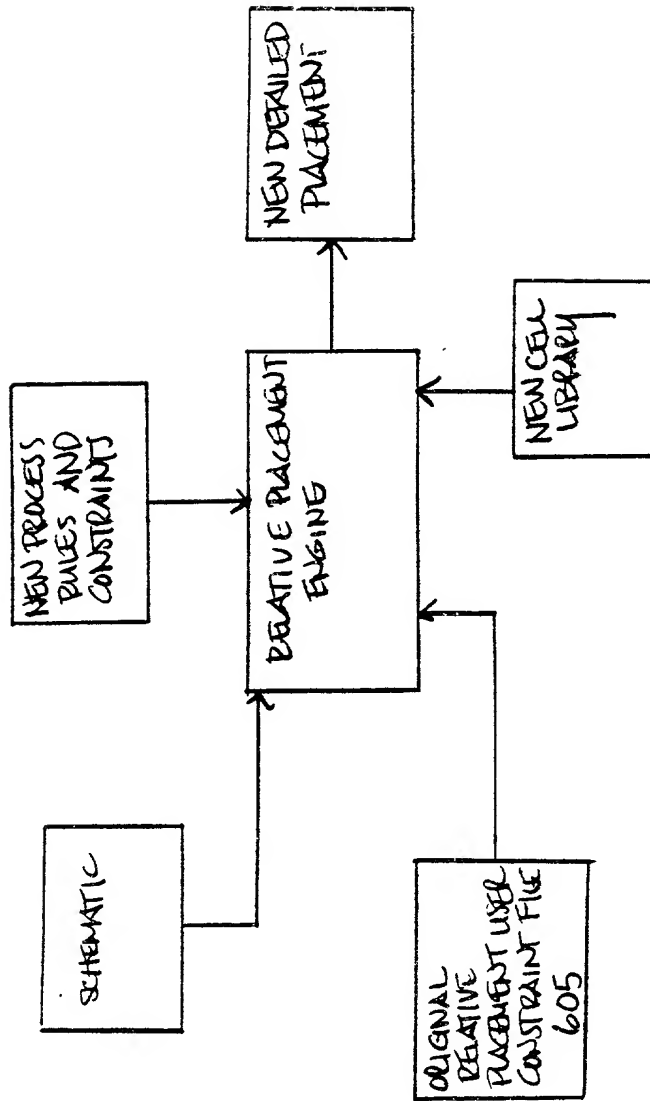 SCHEMATIC
NEW PROCESS
RULES AND
CONSTRAINTS
RELATIVE PLACEMENT
ENGINE
NEW DETAILED
PLACEMENT
ORIGINAL
RELATIVE
PLACEMENT USER
CONSTRAINT FILE
605
NEW CELL
LIBRARY